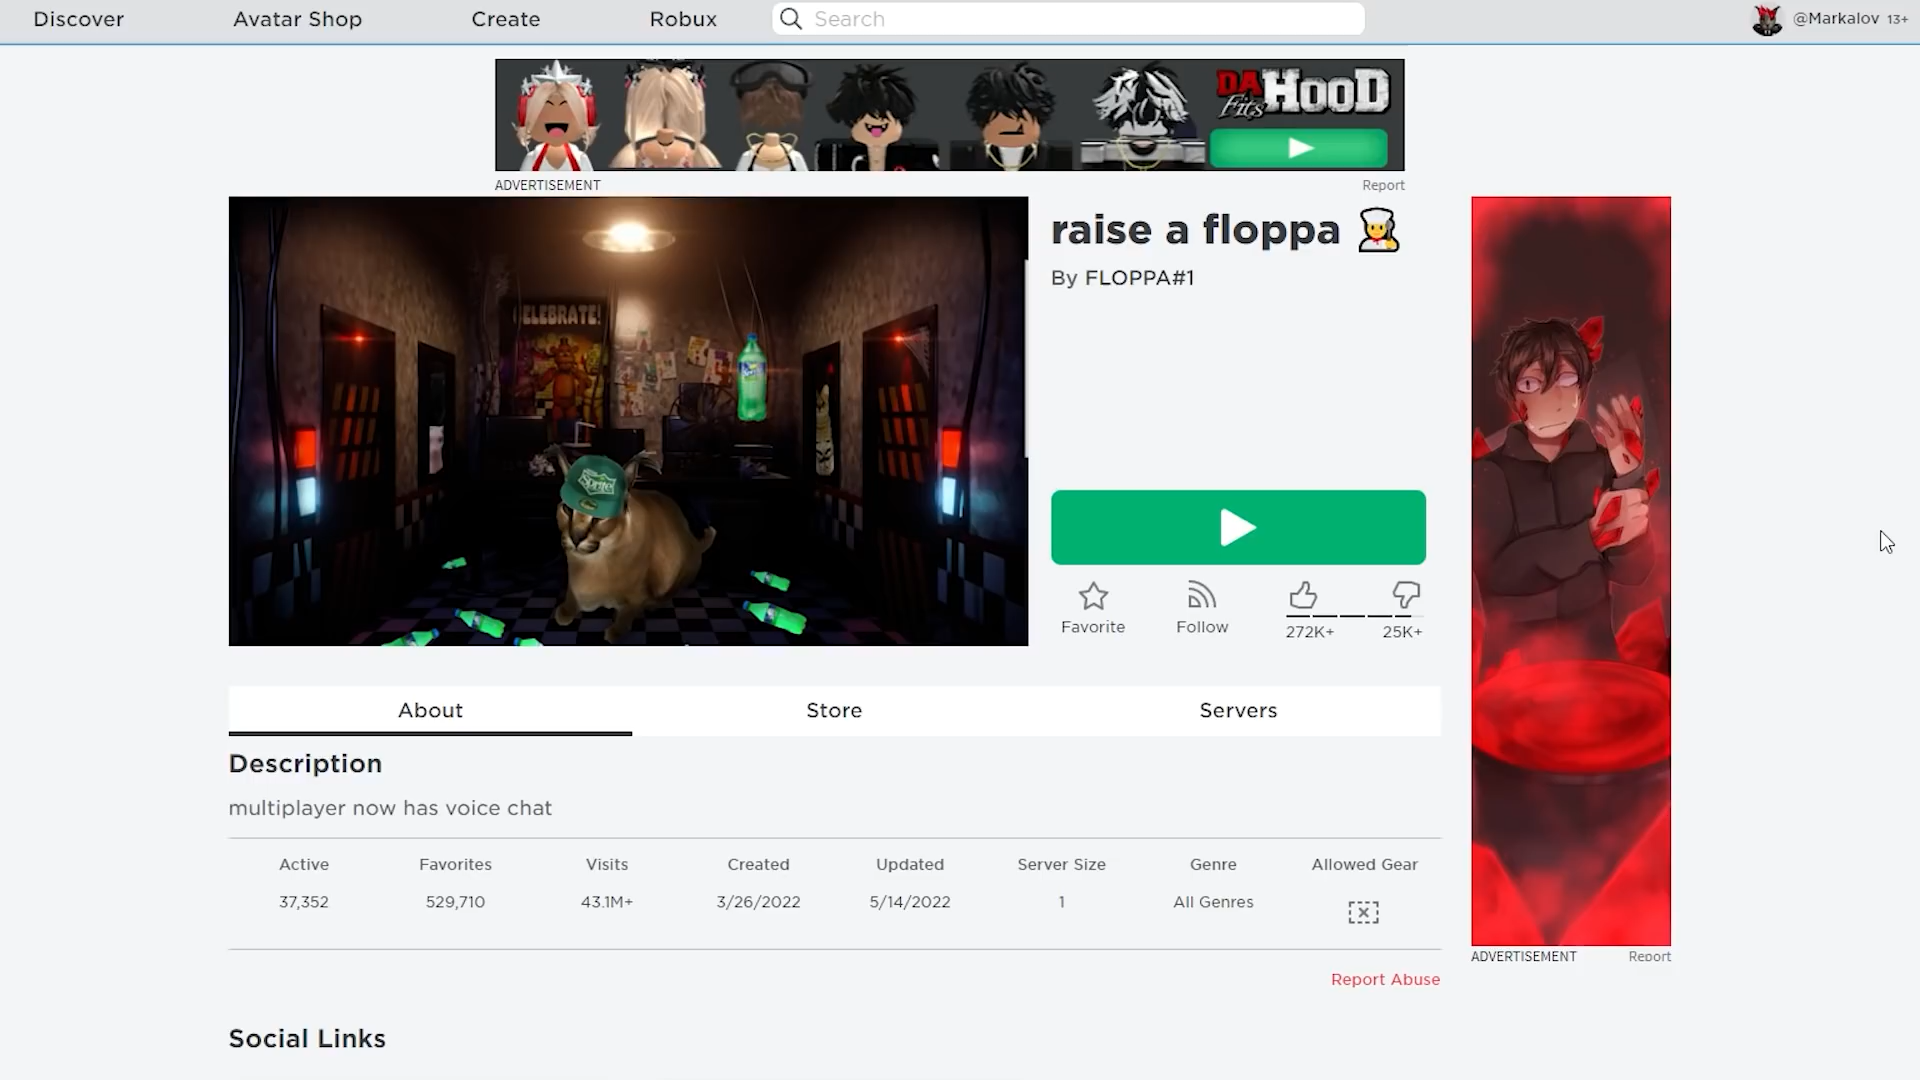 Discover Avatar Shop Create Robux Search @Markalov 13+
DA HOOD
Fits
ADVERTISEMENT Report
CELEBRATE!
Sprite
raise a floppa
By FLOPPA#1
Favorite Follow 272K+ 25K+
About Store Servers
Description
multiplayer now has voice chat
Active Favorites Visits Created Updated Server Size Genre Allowed Gear
37,352 529,710 43.1M+ 3/26/2022 5/14/2022 1 All Genres
ADVERTISEMENT Report
Report Abuse
Social Links